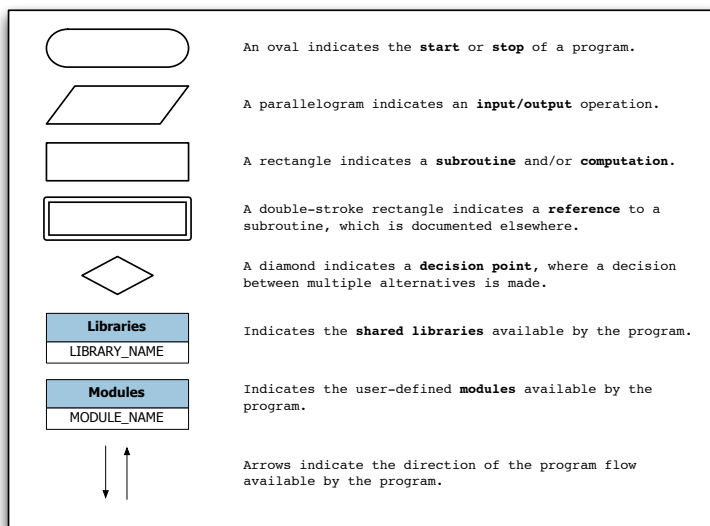 An oval indicates the start or stop of a program.
A parallelogram indicates an input/output operation.
A rectangle indicates a subroutine and/or computation.
A double-stroke rectangle indicates a reference to a
subroutine, which is documented elsewhere.
A diamond indicates a decision point, where a decision
between multiple alternatives is made.
Libraries
LIBRARY_NAME
Indicates the shared libraries available by the program.
Modules
MODULE_NAME
Indicates the user-defined modules available by the
program.
Arrows indicate the direction of the program flow
available by the program.